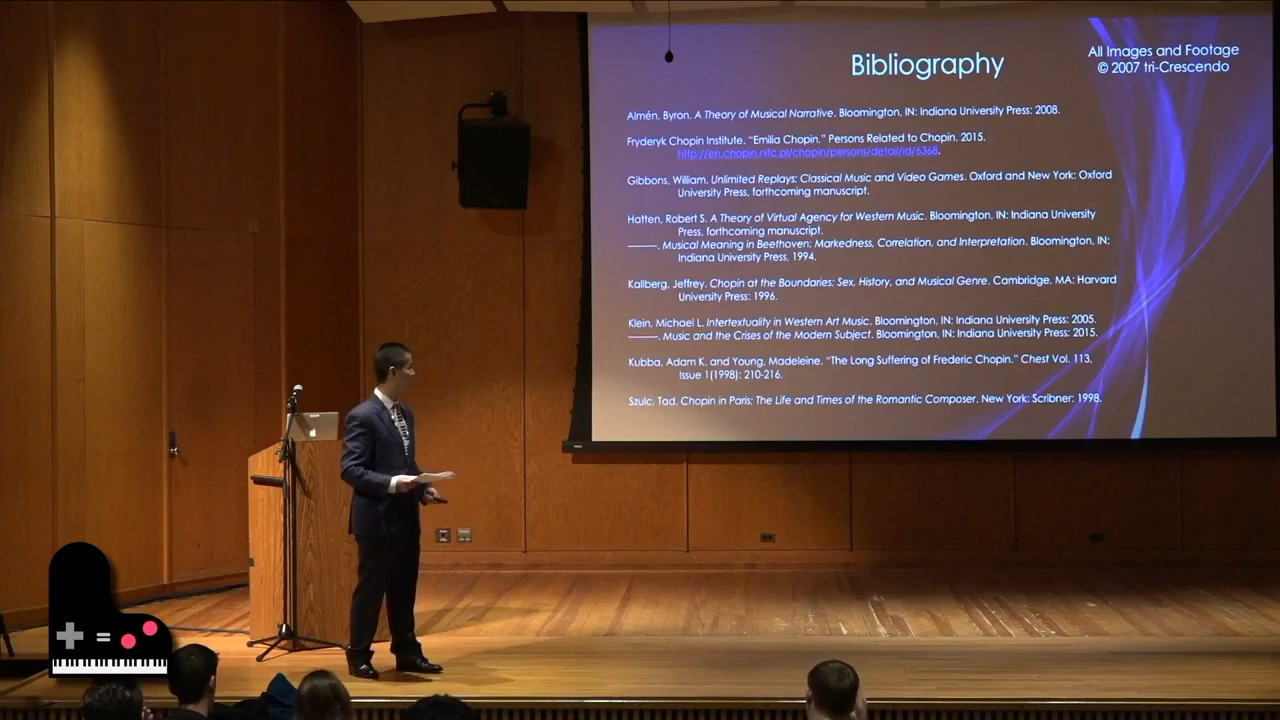 Bibliography
All Images and Footage
© 2007 tri-Crescendo
Almén, Byron. A Theory of Musical Narrative. Bloomington, IN: Indiana University Press: 2008.
Fryderyk Chopin Institute. “Emilia Chopin.” Persons Related to Chopin. 2015.
http://en.chopin.nifc.pl/chopin/persons/detail/id/6368.
Gibbons, William. Unlimited Replays: Classical Music and Video Games. Oxford and New York: Oxford
University Press, forthcoming manuscript.
Hatten, Robert S. A Theory of Virtual Agency for Western Music. Bloomington, IN: Indiana University
Press, forthcoming manuscript.
———. Musical Meaning in Beethoven: Markedness, Correlation, and Interpretation. Bloomington, IN:
Indiana University Press, 1994.
Kallberg, Jeffrey. Chopin at the Boundaries: Sex, History, and Musical Genre. Cambridge, MA: Harvard
University Press: 1996.
Klein, Michael L. Intertextuality in Western Art Music. Bloomington, IN: Indiana University Press: 2005.
———. Music and the Crises of the Modern Subject. Bloomington, IN: Indiana University Press: 2015.
Kubba, Adam K. and Young, Madeleine. “The Long Suffering of Frederic Chopin.” Chest Vol. 113,
Issue 1(1998): 210-216.
Szulc, Tad. Chopin in Paris: The Life and Times of the Romantic Composer. New York: Scribner: 1998.